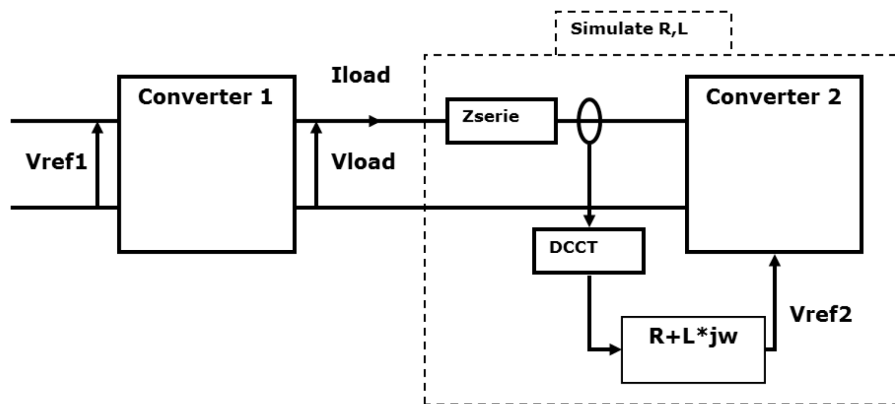 Simulate R,L
Iload
Converter 1
Zserie
Converter 2
Vref1
Vload
DCCT
Vref2
R+L*jw